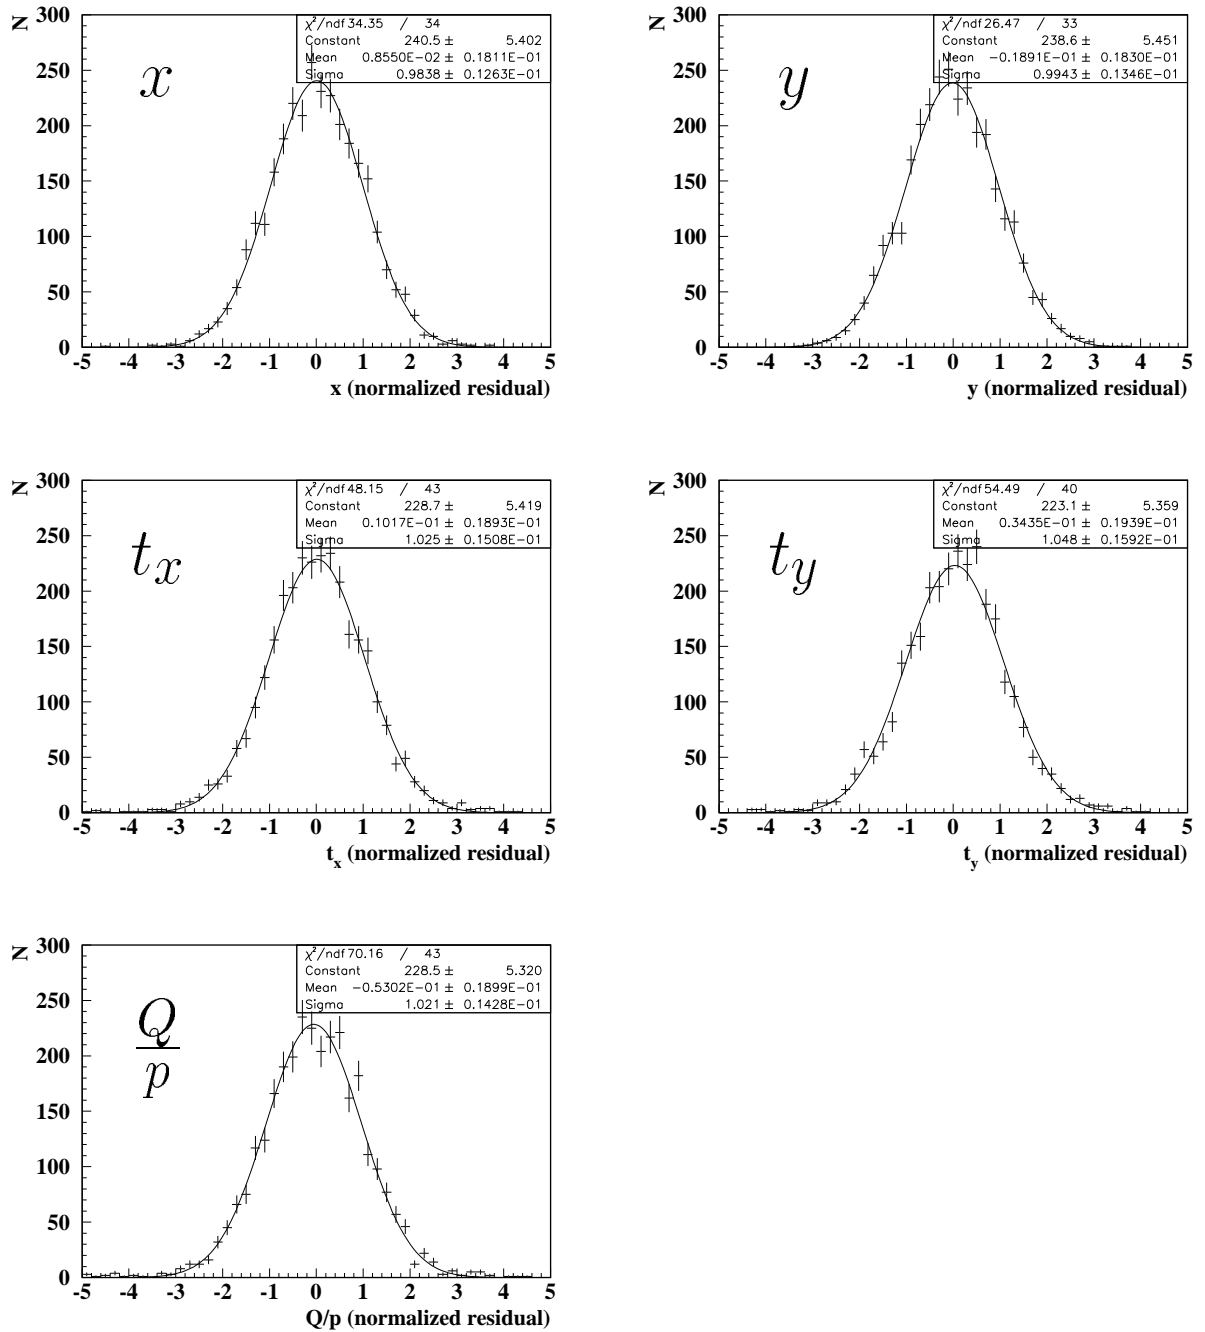 N
300
250
200
150
100
50
0
x
χ²/ndf 34.35 / 34
Constant 240.5 ± 5.402
Mean 0.8550E−02 ± 0.1811E−01
Sigma 0.9838 ± 0.1263E−01
-5 -4 -3 -2 -1 0 1 2 3 4 5
x (normalized residual)
N
300
250
200
150
100
50
0
y
χ²/ndf 26.47 / 33
Constant 238.6 ± 5.451
Mean −0.1891E−01 ± 0.1830E−01
Sigma 0.9943 ± 0.1346E−01
-5 -4 -3 -2 -1 0 1 2 3 4 5
y (normalized residual)
N
300
250
200
150
100
50
0
t_x
χ²/ndf 48.15 / 43
Constant 228.7 ± 5.419
Mean 0.1017E−01 ± 0.1893E−01
Sigma 1.025 ± 0.1508E−01
-5 -4 -3 -2 -1 0 1 2 3 4 5
t_x (normalized residual)
N
300
250
200
150
100
50
0
t_y
χ²/ndf 54.49 / 40
Constant 223.1 ± 5.359
Mean 0.3435E−01 ± 0.1939E−01
Sigma 1.048 ± 0.1592E−01
-5 -4 -3 -2 -1 0 1 2 3 4 5
t_y (normalized residual)
N
300
250
200
150
100
50
0
Q
p
χ²/ndf 70.16 / 43
Constant 228.5 ± 5.320
Mean −0.5302E−01 ± 0.1899E−01
Sigma 1.021 ± 0.1428E−01
-5 -4 -3 -2 -1 0 1 2 3 4 5
Q/p (normalized residual)